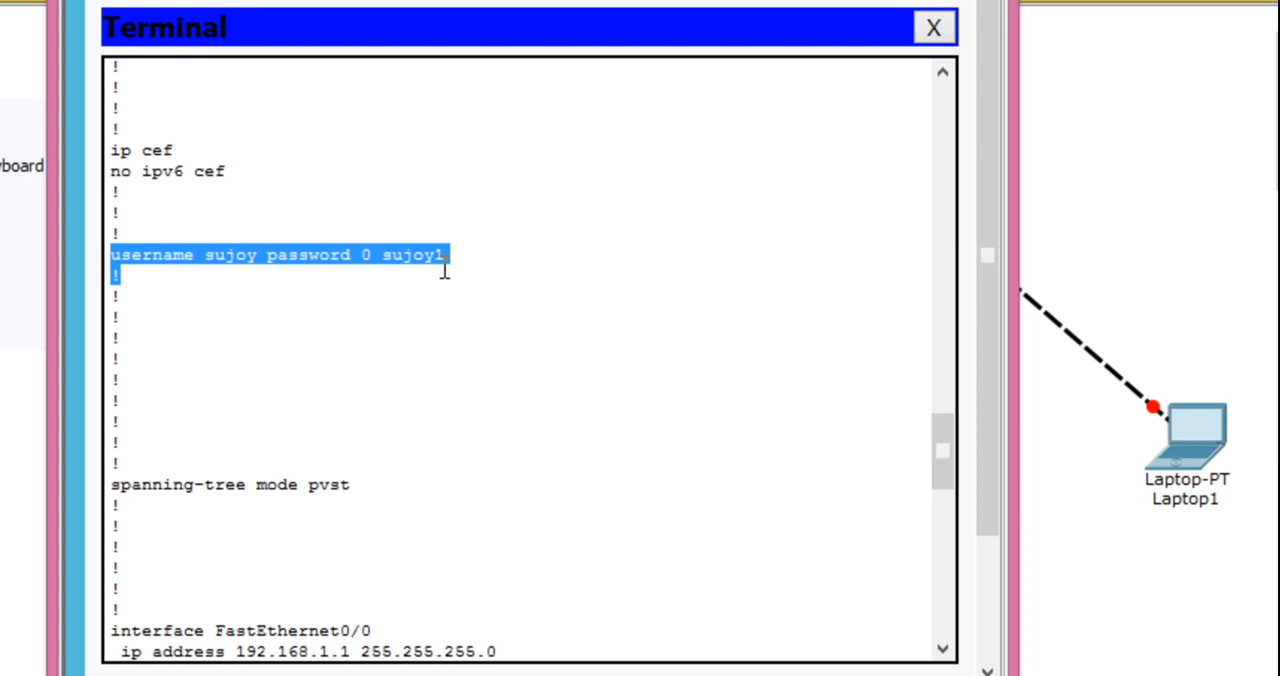 Terminal
X
!
!
!
!
ip cef
no ipv6 cef
!
!
!
username sujoy password 0 sujoy1
!
!
!
!
!
!
!
!
!
!
spanning-tree mode pvst
!
!
!
!
!
!
interface FastEthernet0/0
ip address 192.168.1.1 255.255.255.0
Laptop-PT
Laptop1